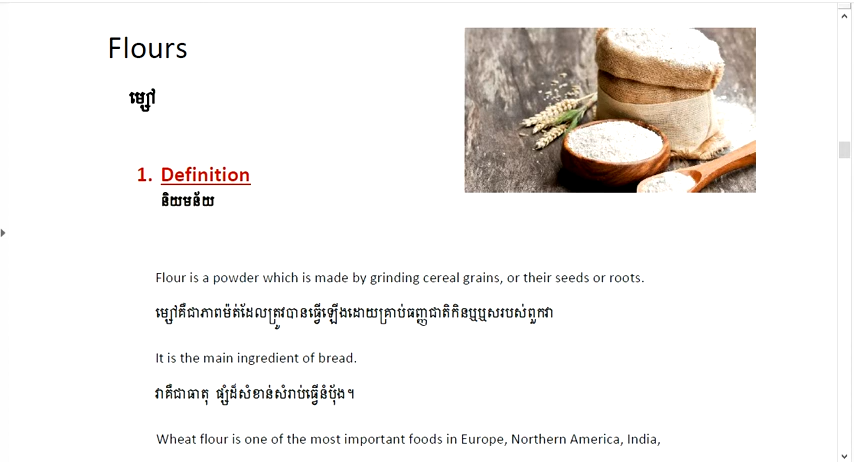 Flours
ម្សៅ
1. Definition
និយមន័យ
Flour is a powder which is made by grinding cereal grains, or their seeds or roots.
ម្សៅគឺជាភាពម៉ត់ដែលត្រូវបានធ្វើឡើងដោយគ្រាប់ធញ្ញជាតិកិនឬឬសរបស់ពួកវា
It is the main ingredient of bread.
វាគឺជាធាតុ ផ្សំដ៏សំខាន់សំរាប់ធ្វើនំបុ័ង។
Wheat flour is one of the most important foods in Europe, Northern America, India,